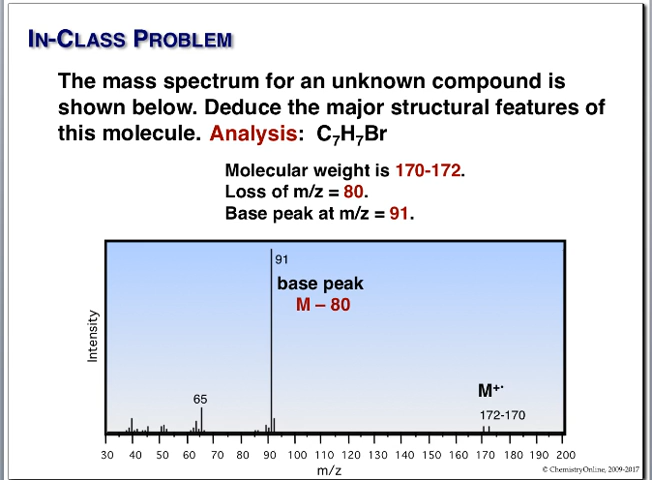 IN-CLASS PROBLEM
The mass spectrum for an unknown compound is
shown below. Deduce the major structural features of
this molecule. Analysis: C₇H₇Br
Molecular weight is 170-172.
Loss of m/z = 80.
Base peak at m/z = 91.
91
base peak
M – 80
Intensity
65
M⁺·
172-170
30 40 50 60 70 80 90 100 110 120 130 140 150 160 170 180 190 200
m/z
© ChemistryOnline, 2009-2017